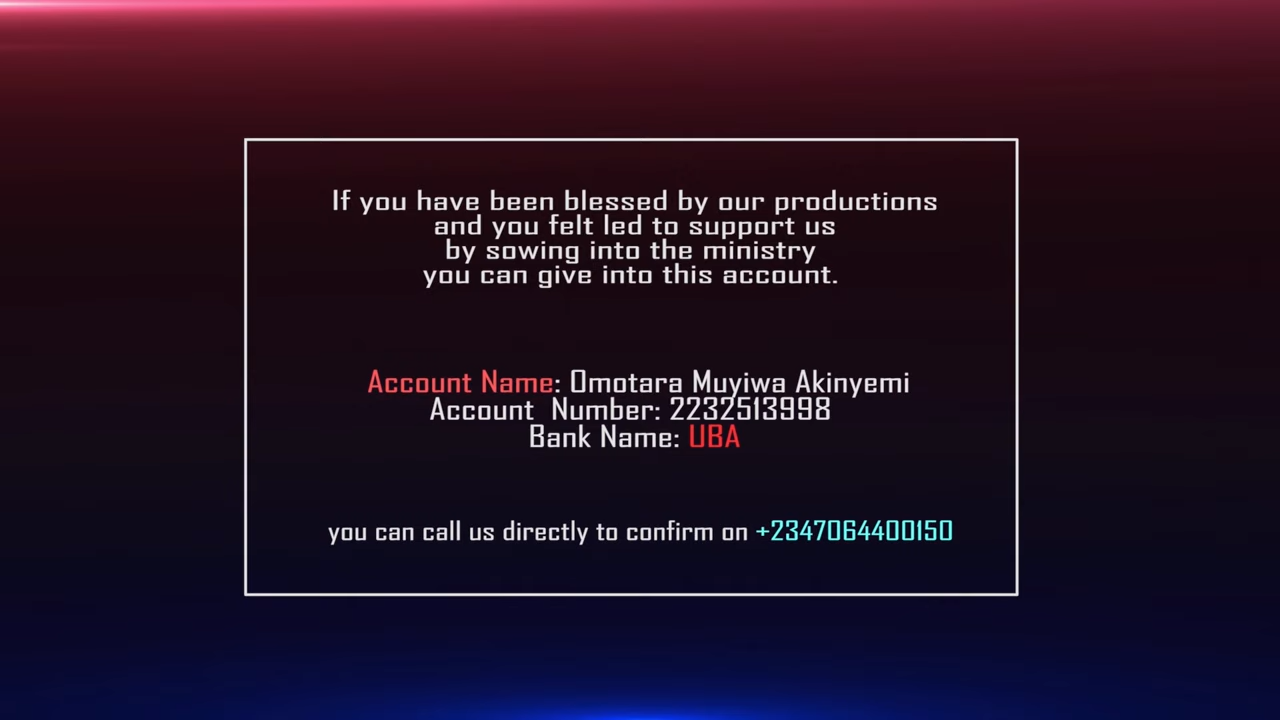 If you have been blessed by our productions
and you felt led to support us
by sowing into the ministry
you can give into this account.
Account Name: Omotara Muyiwa Akinyemi
Account Number: 2232513998
Bank Name: UBA
you can call us directly to confirm on +2347064400150